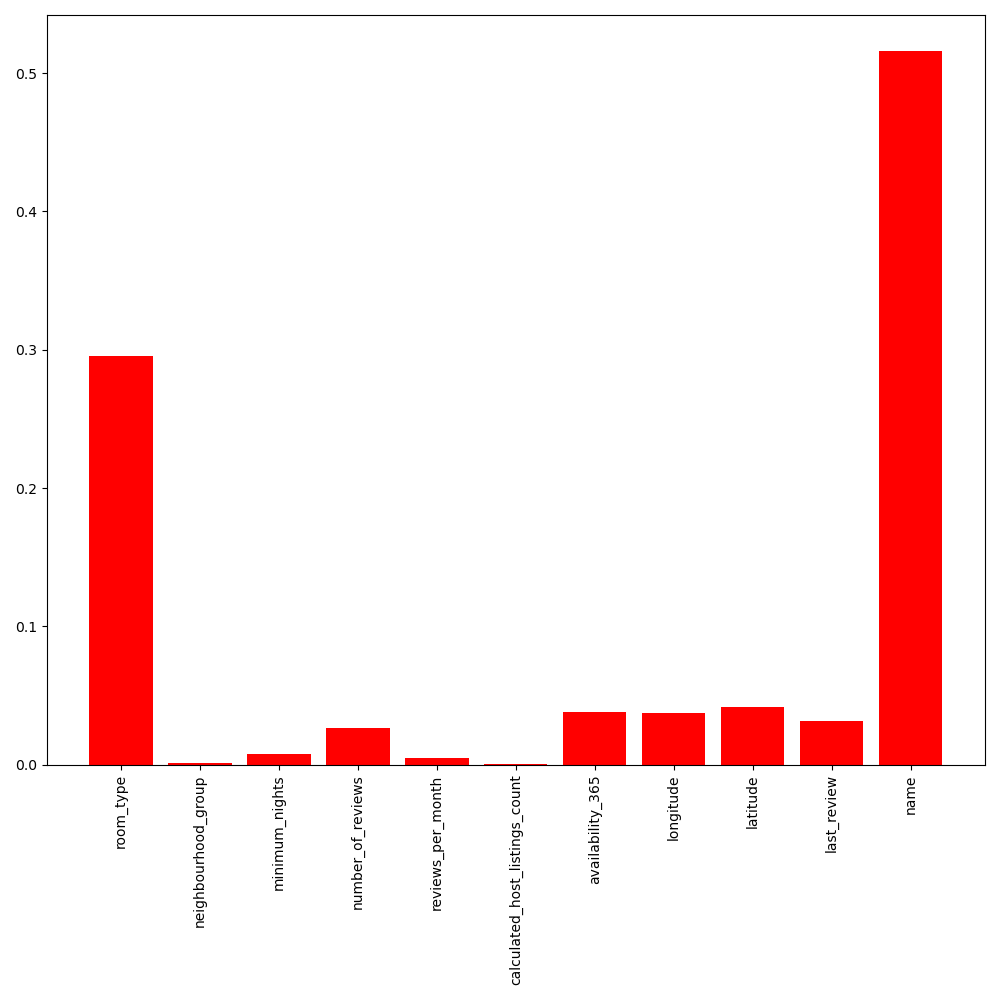 0.5
0.4
0.3
0.2
0.1
0.0
room_type
neighbourhood_group
minimum_nights
number_of_reviews
reviews_per_month
calculated_host_listings_count
availability_365
longitude
latitude
last_review
name